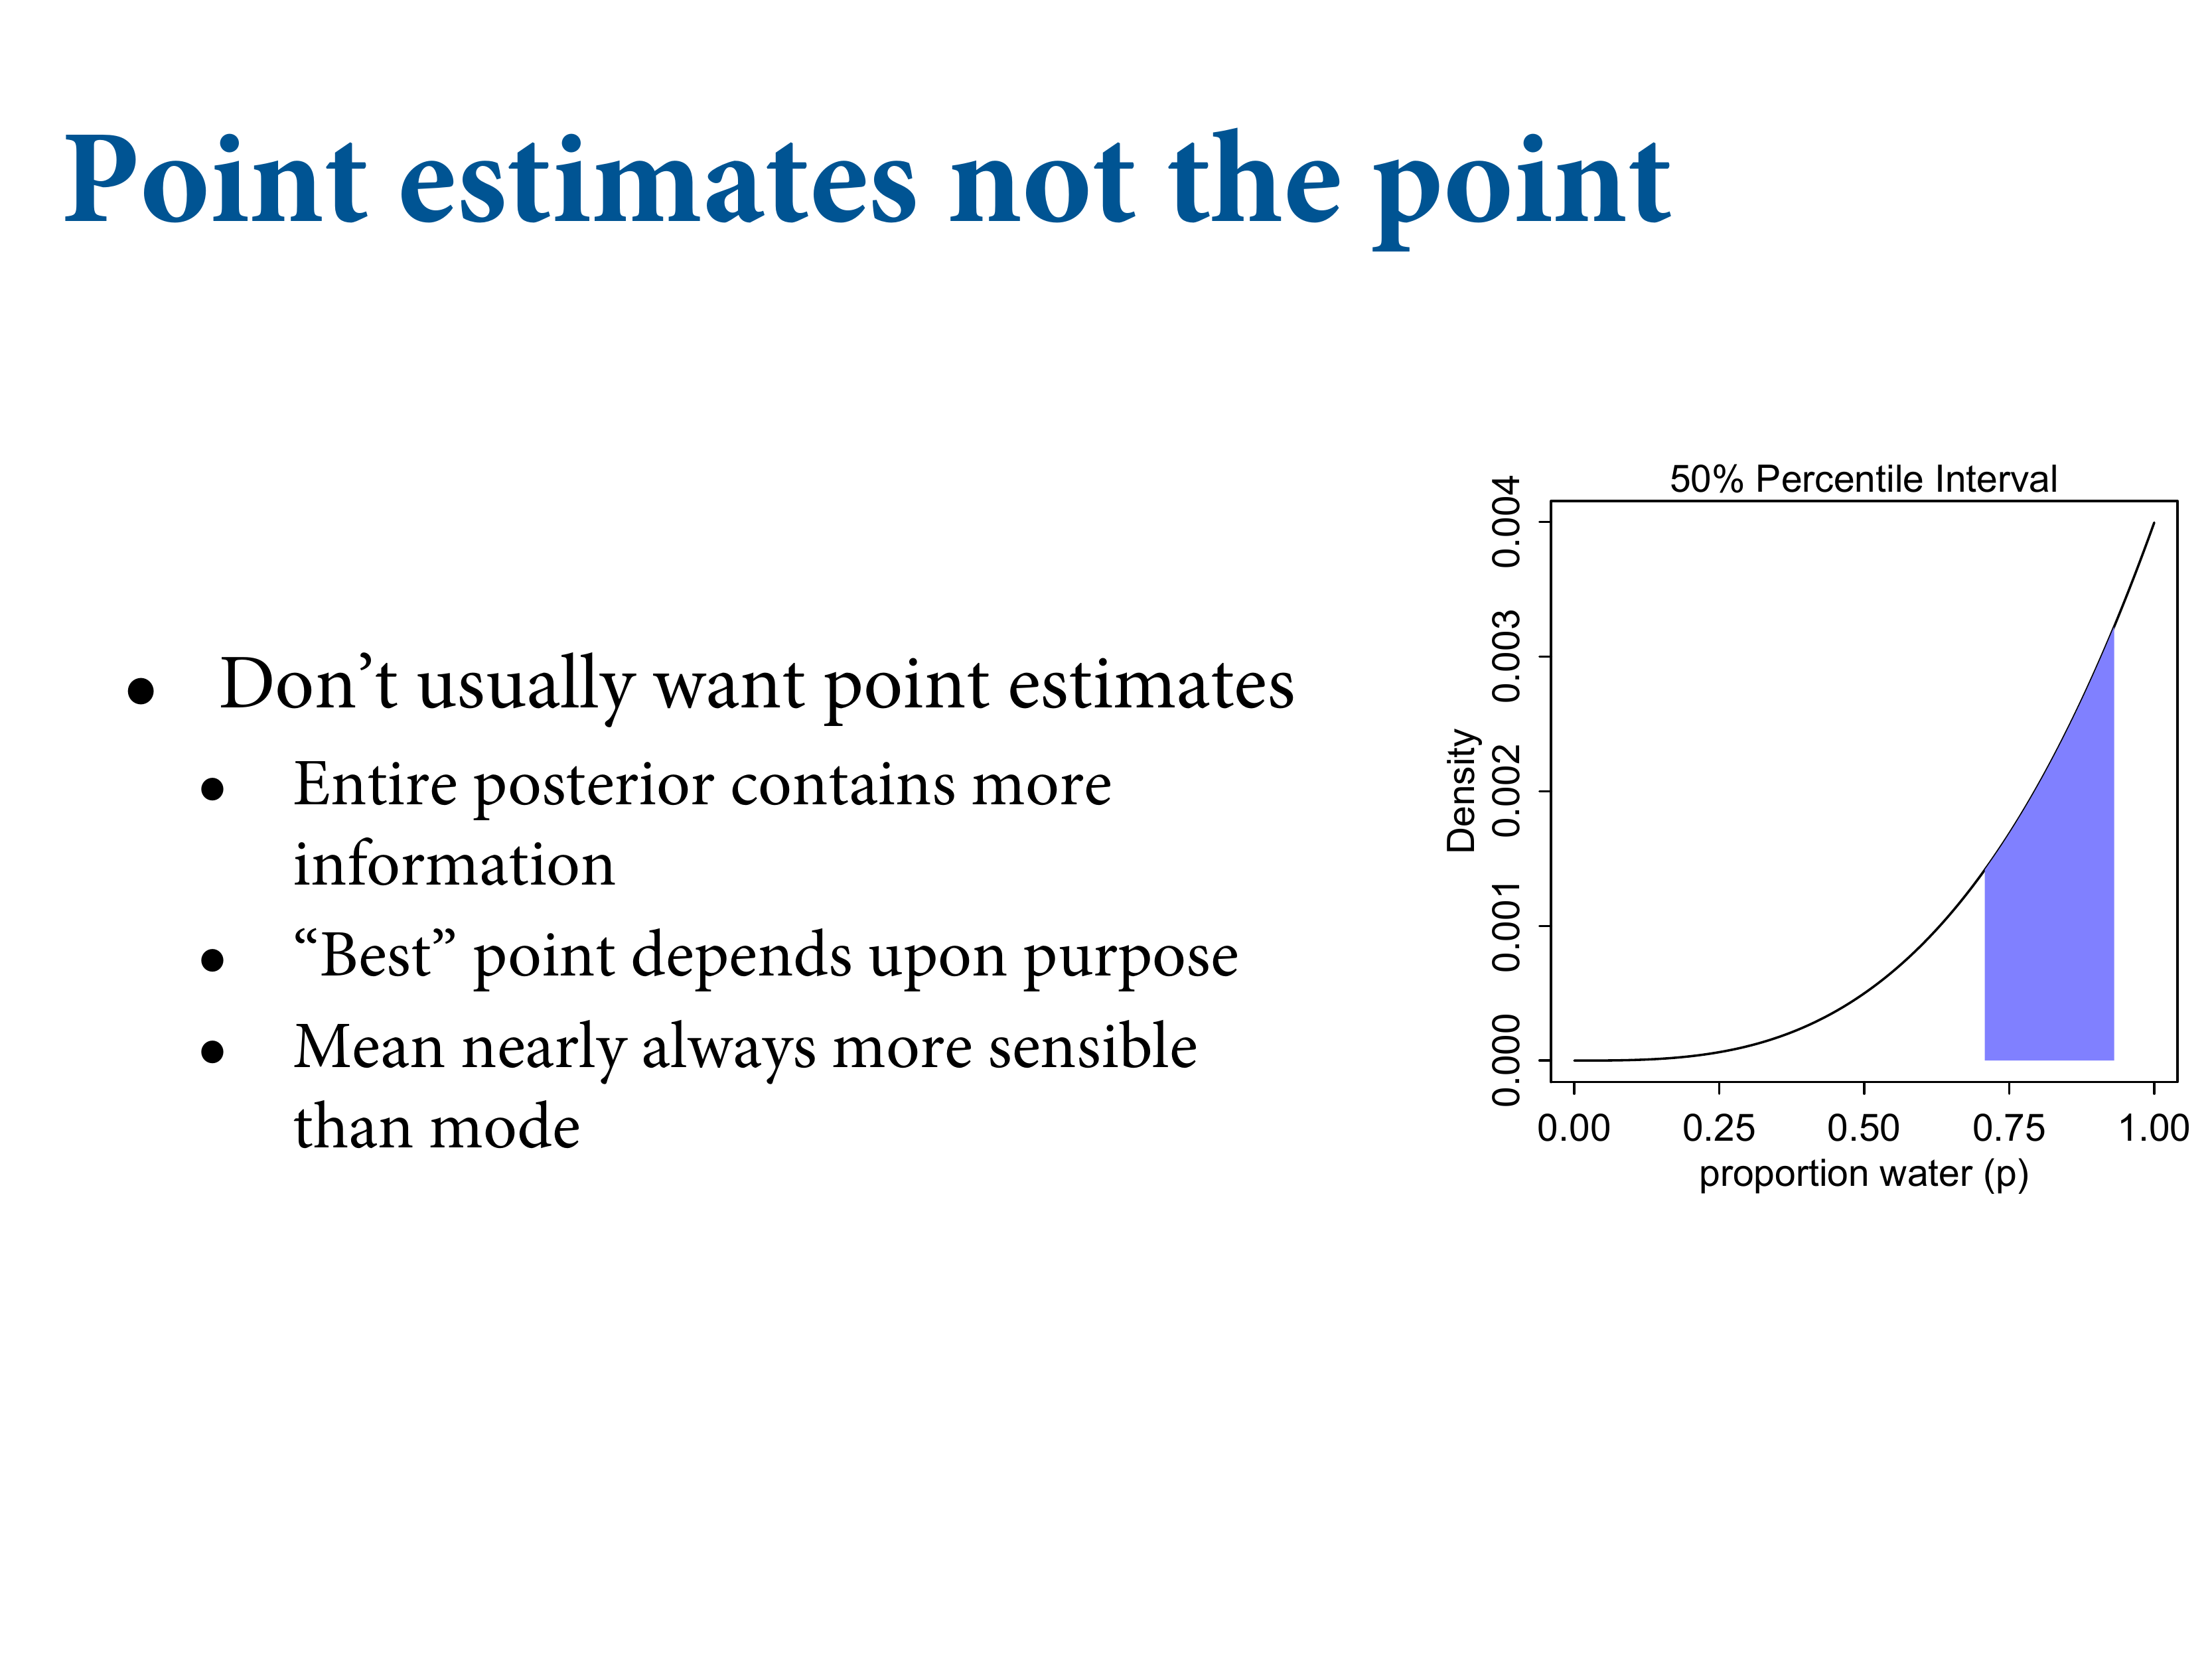 Point estimates not the point
• Don’t usually want point estimates
• Entire posterior contains more
information
• “Best” point depends upon purpose
• Mean nearly always more sensible
than mode
50% Percentile Interval
Density
0.004
0.003
0.002
0.001
0.000
0.00 0.25 0.50 0.75 1.00
proportion water (p)